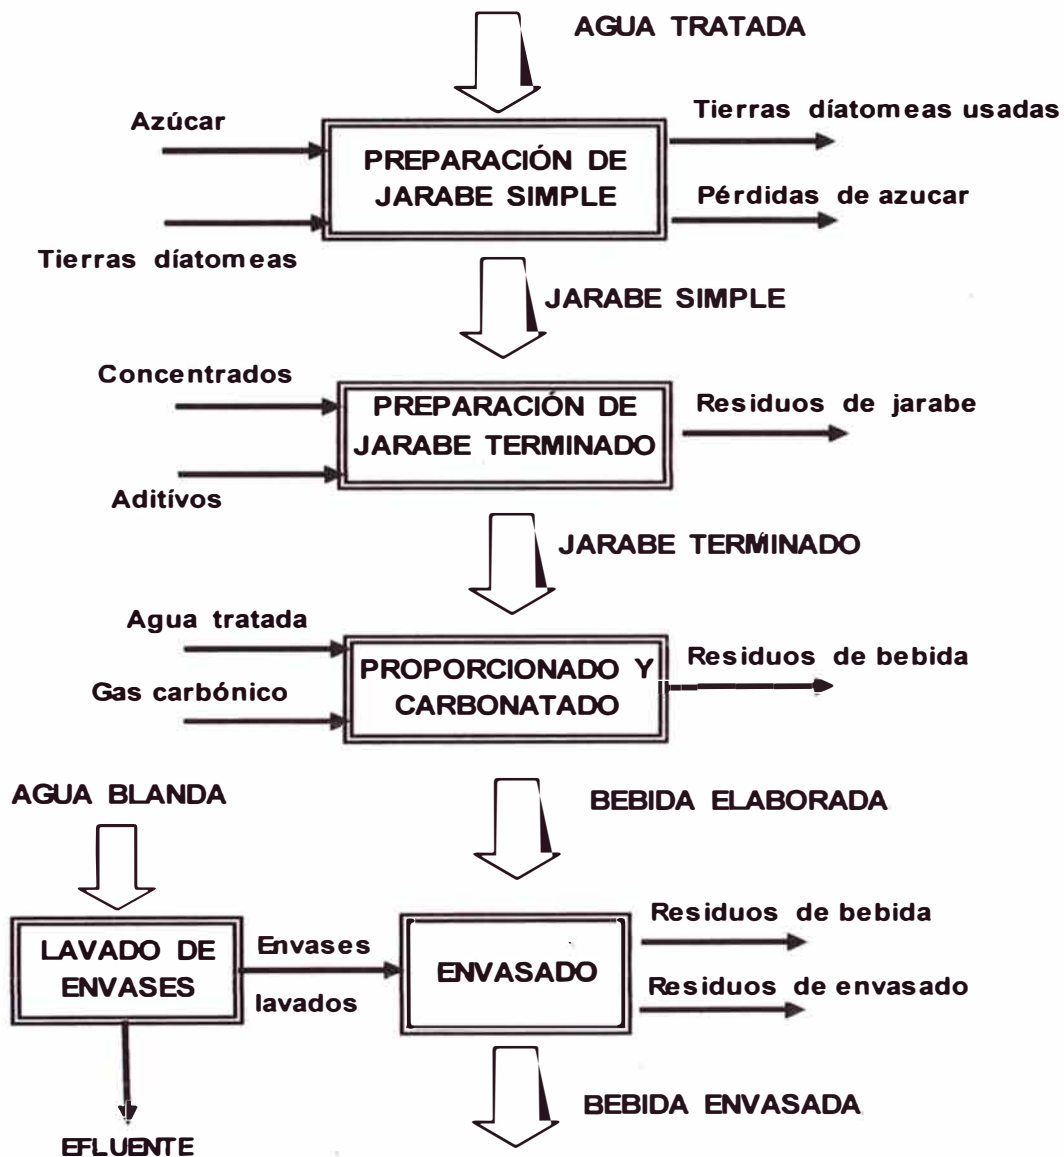 AGUA TRATADA
Azúcar
Tierras díatomeas usadas
PREPARACIÓN DE
JARABE SIMPLE
Pérdidas de azucar
Tierras díatomeas
JARABE SIMPLE
Concentrados
PREPARACIÓN DE
JARABE TERMINADO
Residuos de jarabe
Aditívos
JARABE TERMINADO
Agua tratada
PROPORCIONADO Y
CARBONATADO
Residuos de bebida
Gas carbónico
AGUA BLANDA
BEBIDA ELABORADA
LAVADO DE
ENVASES
Envases
lavados
ENVASADO
Residuos de bebida
Residuos de envasado
EFLUENTE
BEBIDA ENVASADA